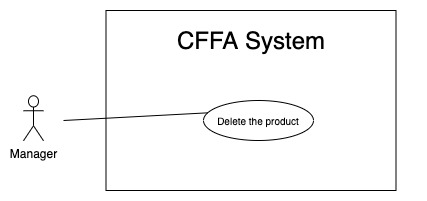 CFFA System
Delete the product
Manager